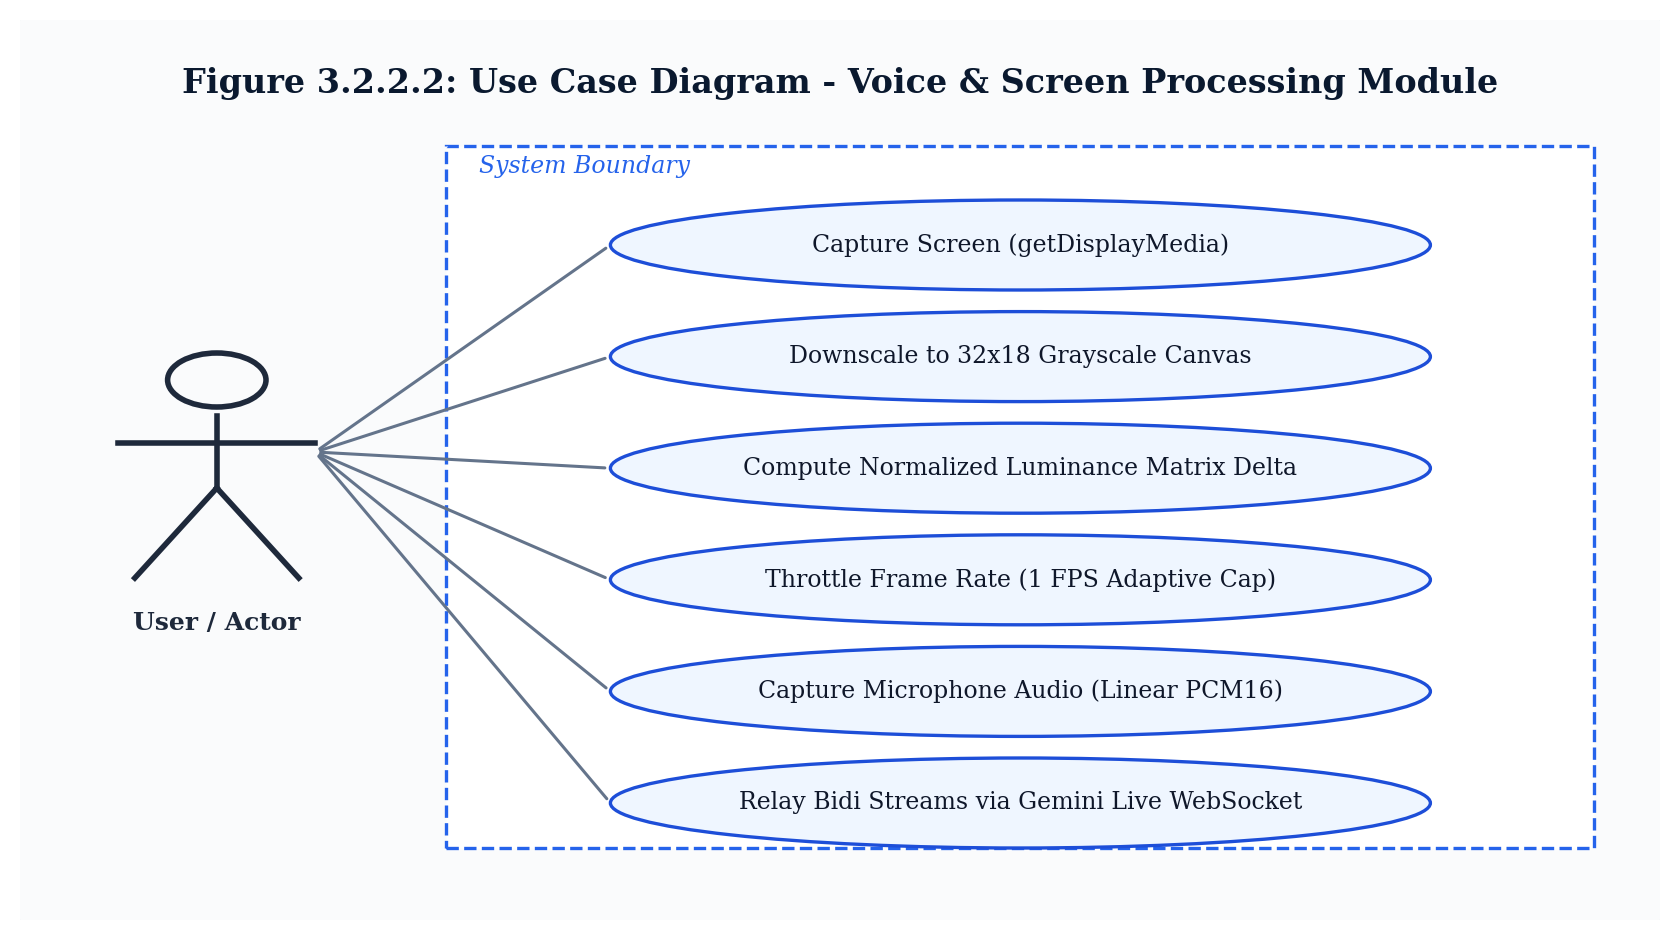 Figure 3.2.2.2: Use Case Diagram - Voice & Screen Processing Module
System Boundary
Capture Screen (getDisplayMedia)
Downscale to 32x18 Grayscale Canvas
Compute Normalized Luminance Matrix Delta
Throttle Frame Rate (1 FPS Adaptive Cap)
User / Actor
Capture Microphone Audio (Linear PCM16)
Relay Bidi Streams via Gemini Live WebSocket